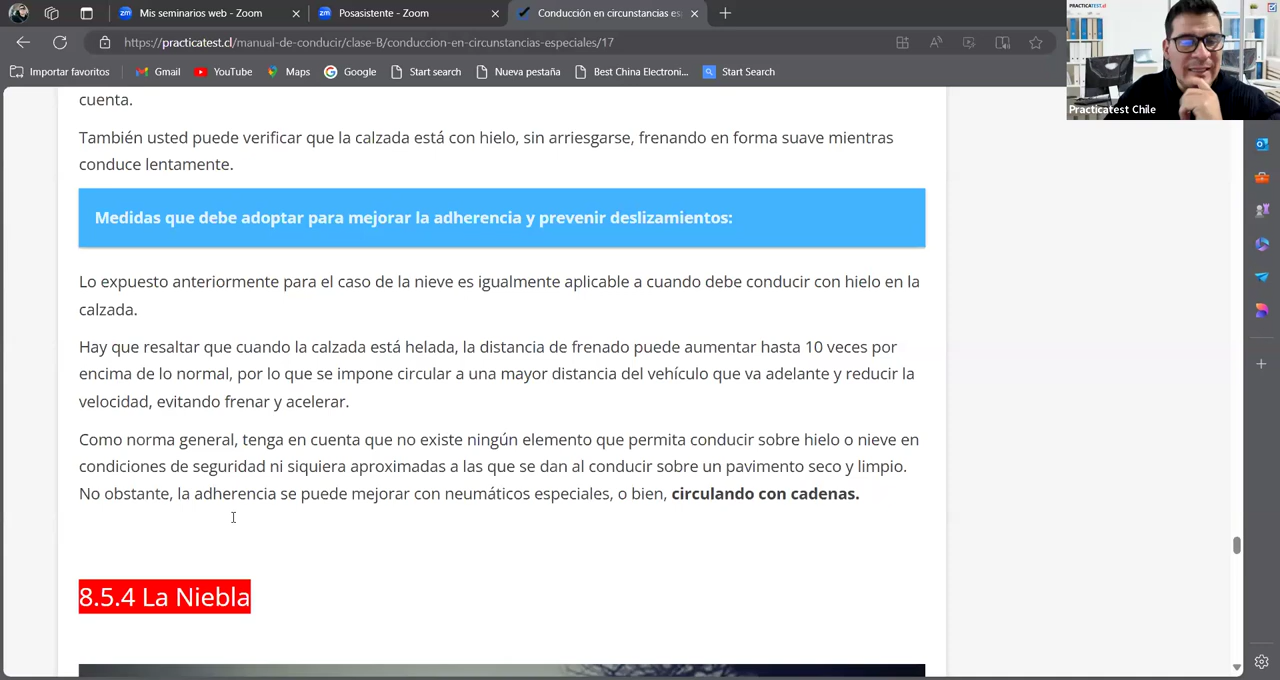 Mis seminarios web - Zoom
Posasistente - Zoom
Conducción en circunstancias es
https://practicatest.cl/manual-de-conducir/clase-B/conduccion-en-circunstancias-especiales/17
Importar favoritos
Gmail
YouTube
Maps
Google
Start search
Nueva pestaña
Best China Electroni...
Start Search
PRACTICATEST.cl
Practicatest Chile
cuenta.
También usted puede verificar que la calzada está con hielo, sin arriesgarse, frenando en forma suave mientras
conduce lentamente.
Medidas que debe adoptar para mejorar la adherencia y prevenir deslizamientos:
Lo expuesto anteriormente para el caso de la nieve es igualmente aplicable a cuando debe conducir con hielo en la
calzada.
Hay que resaltar que cuando la calzada está helada, la distancia de frenado puede aumentar hasta 10 veces por
encima de lo normal, por lo que se impone circular a una mayor distancia del vehículo que va adelante y reducir la
velocidad, evitando frenar y acelerar.
Como norma general, tenga en cuenta que no existe ningún elemento que permita conducir sobre hielo o nieve en
condiciones de seguridad ni siquiera aproximadas a las que se dan al conducir sobre un pavimento seco y limpio.
No obstante, la adherencia se puede mejorar con neumáticos especiales, o bien, circulando con cadenas.
8.5.4 La Niebla